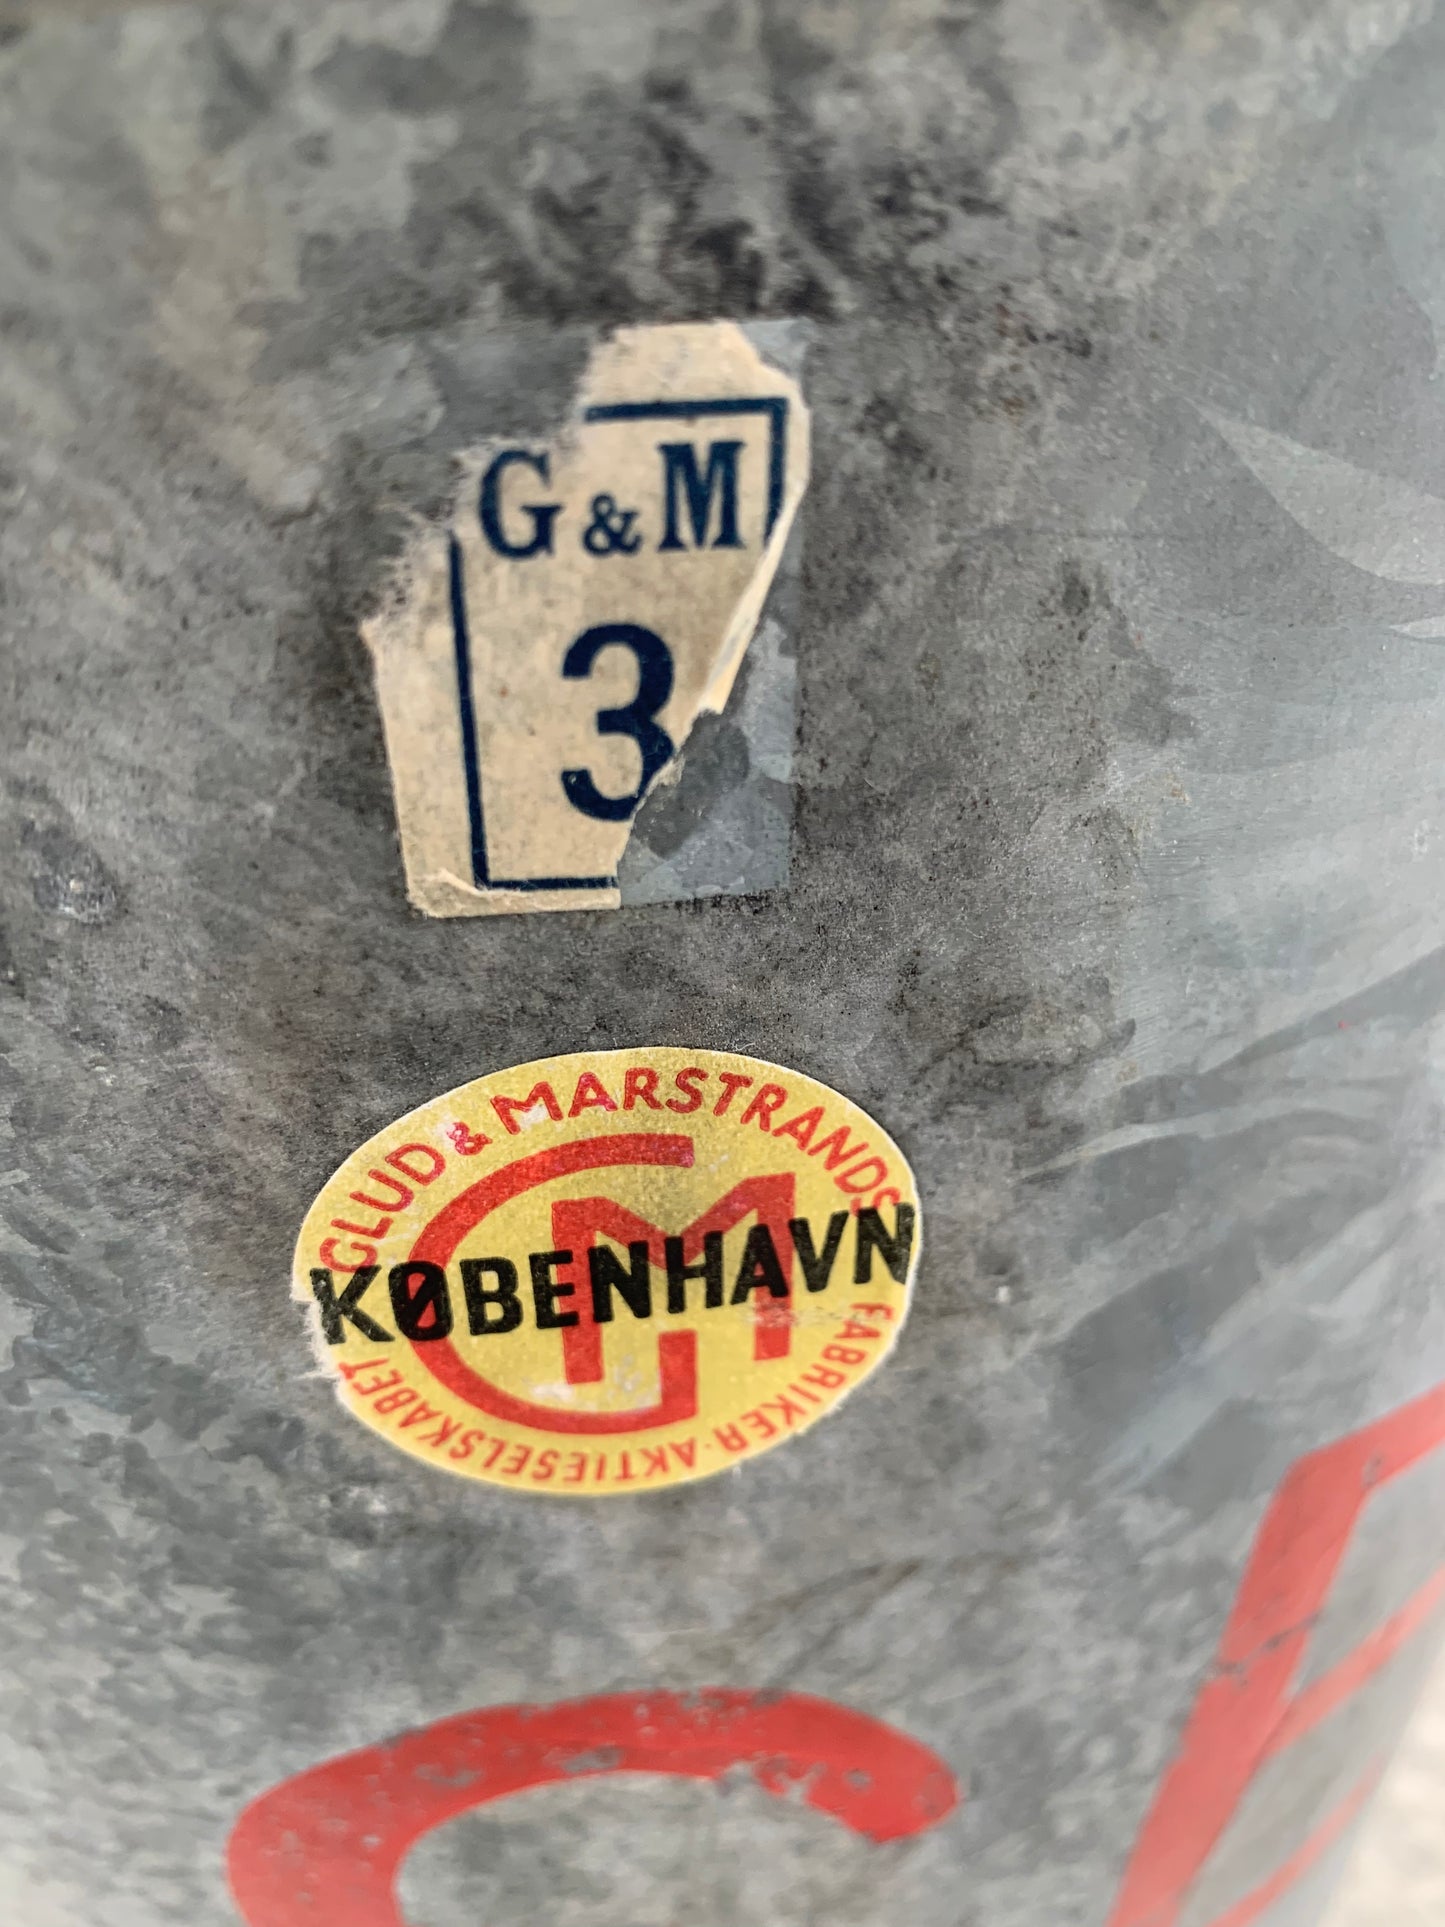 G & M
3
GLUD & MARSTRANDS
GM
KØBENHAVN
FABRIKER · AKTIESELSKABET